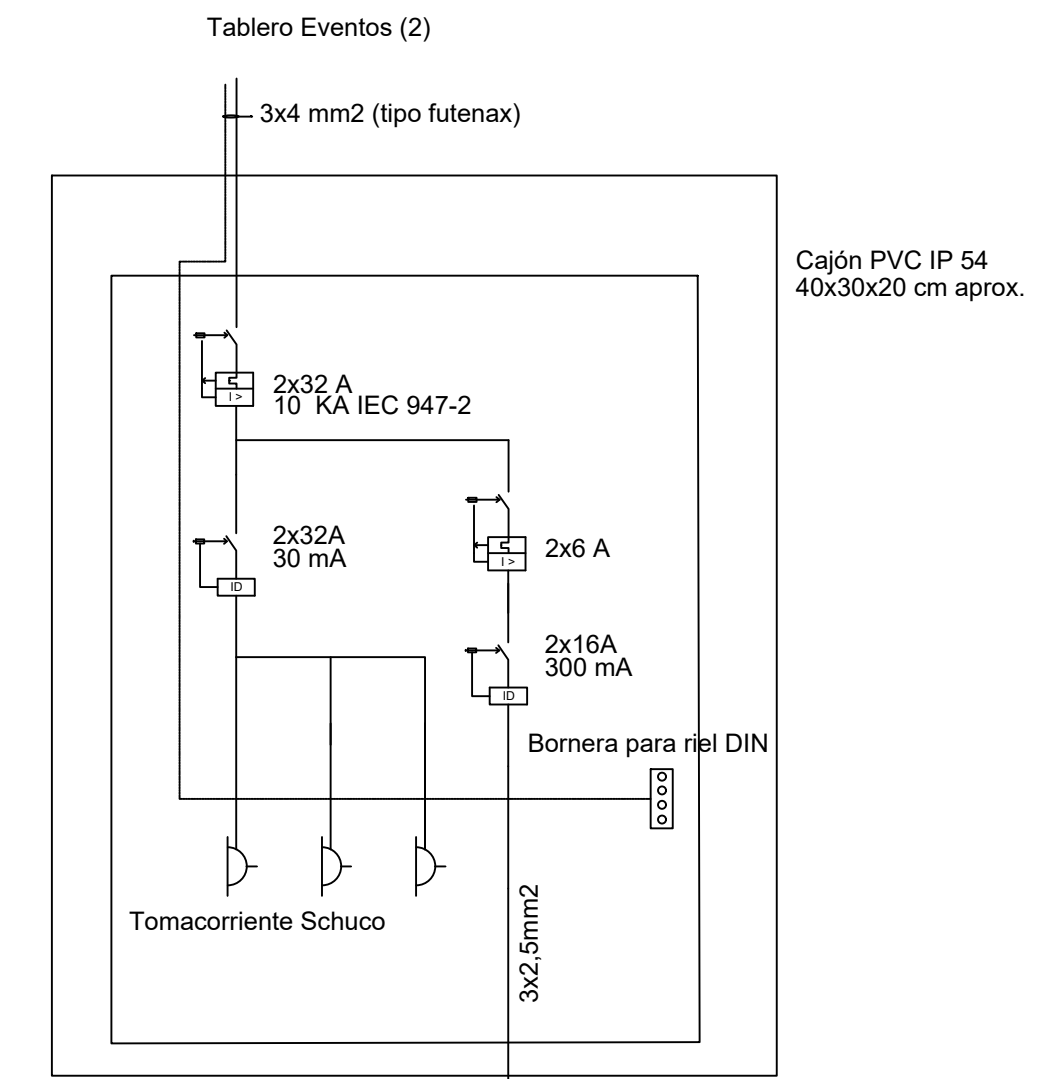 Tablero Eventos (2)
3x4 mm2 (tipo futenax)
Cajón PVC IP 54
40x30x20 cm aprox.
I >
2x32 A
10 KA IEC 947-2
2x32A
30 mA
ID
I >
2x6 A
2x16A
300 mA
ID
Bornera para riel DIN
Tomacorriente Schuco
3x2,5mm2